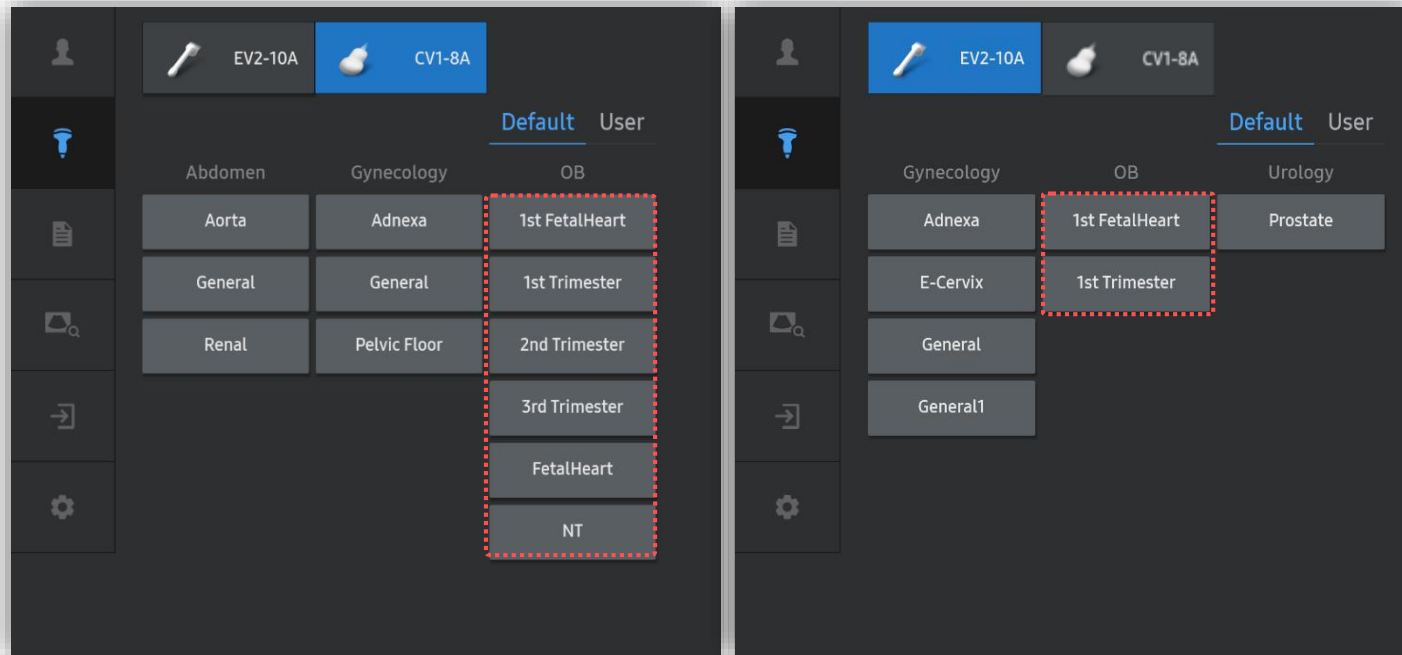 EV2-10A CV1-8A
Default User
Abdomen Gynecology OB
Aorta Adnexa 1st FetalHeart
General General 1st Trimester
Renal Pelvic Floor 2nd Trimester
3rd Trimester
FetalHeart
NT
EV2-10A CV1-8A
Default User
Gynecology OB Urology
Adnexa 1st FetalHeart Prostate
E-Cervix 1st Trimester
General
General1